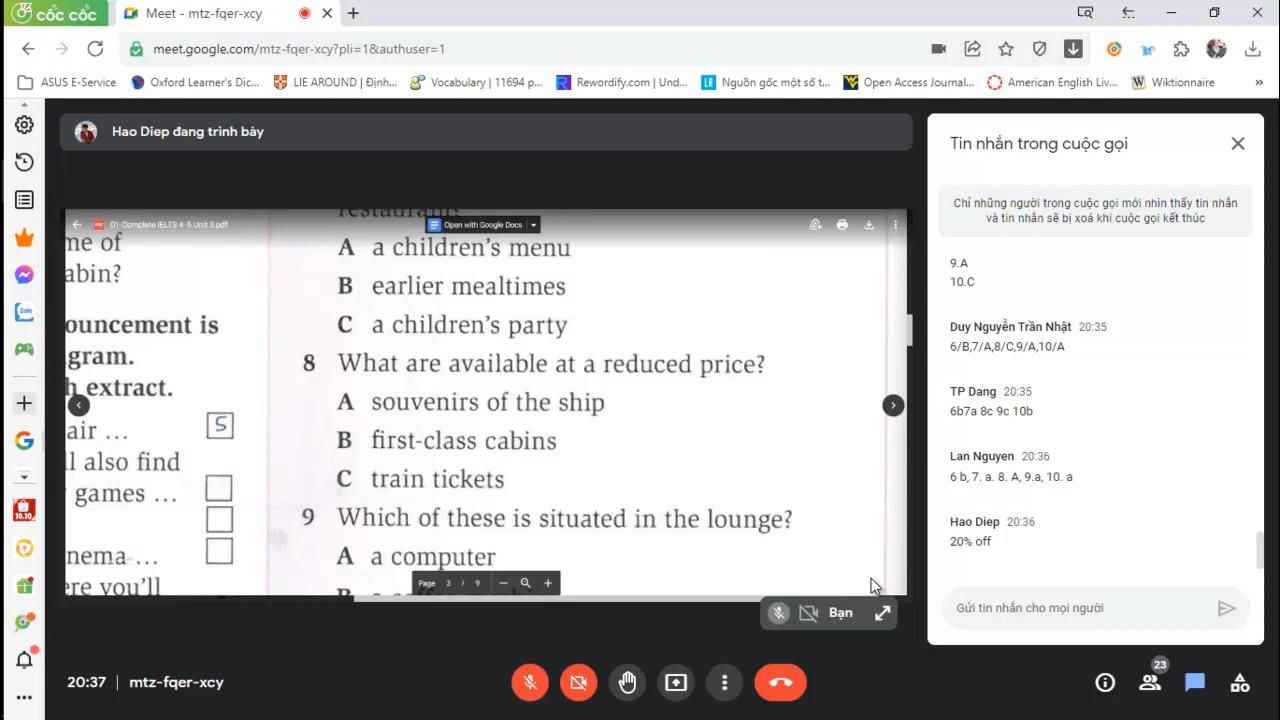 cốc cốc
Meet - mtz-fqer-xcy
meet.google.com/mtz-fqer-xcy?pli=1&authuser=1
ASUS E-Service
Oxford Learner's Dic...
LIE AROUND | Định...
Vocabulary | 11694 p...
Rewordify.com | Und...
Nguồn gốc một số t...
Open Access Journal...
American English Liv...
Wiktionnaire
»
Hao Diep đang trình bày
01 Complete IELTS 4-5 Unit 3.pdf
Open with Google Docs
restaurants
me of
abin?
ouncement is
gram.
h extract.
air ...
5
ll also find
games ...
nema ...
ere you'll
A a children's menu
B earlier mealtimes
C a children's party
8 What are available at a reduced price?
A souvenirs of the ship
B first-class cabins
C train tickets
9 Which of these is situated in the lounge?
A a computer
Page 3 / 9
Bạn
Tin nhắn trong cuộc gọi
Chỉ những người trong cuộc gọi mới nhìn thấy tin nhắn
và tin nhắn sẽ bị xoá khi cuộc gọi kết thúc
9.A
10.C
Duy Nguyễn Trần Nhật 20:35
6/B,7/A,8/C,9/A,10/A
TP Dang 20:35
6b7a 8c 9c 10b
Lan Nguyen 20:36
6 b, 7. a. 8. A, 9.a, 10. a
Hao Diep 20:36
20% off
Gửi tin nhắn cho mọi người
Zalo
10.10
20:37 | mtz-fqer-xcy
23